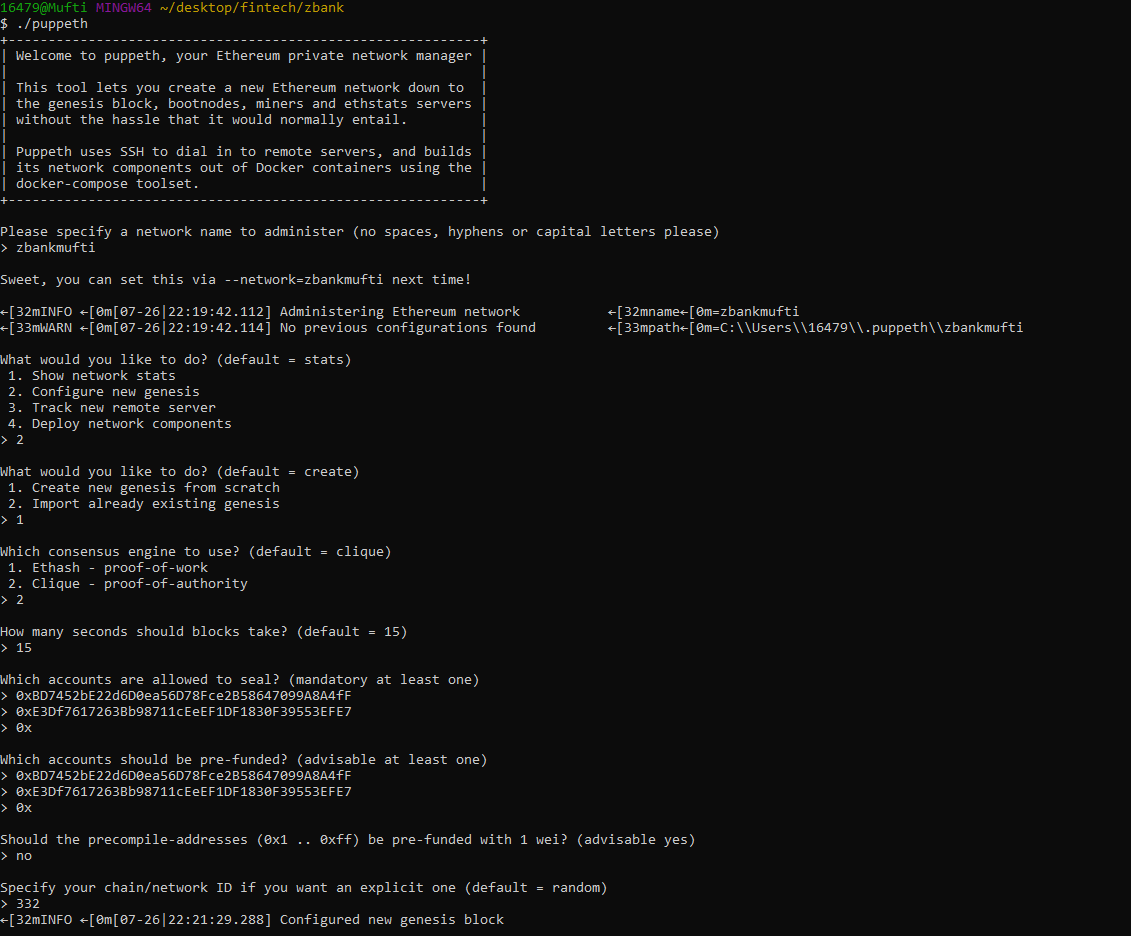 16479@Mufti MINGW64 ~/desktop/fintech/zbank
$ ./puppeth
+-----------------------------------------------------------+
| Welcome to puppeth, your Ethereum private network manager |
|                                                           |
| This tool lets you create a new Ethereum network down to  |
| the genesis block, bootnodes, miners and ethstats servers |
| without the hassle that it would normally entail.         |
|                                                           |
| Puppeth uses SSH to dial in to remote servers, and builds |
| its network components out of Docker containers using the |
| docker-compose toolset.                                   |
+-----------------------------------------------------------+

Please specify a network name to administer (no spaces, hyphens or capital letters please)
> zbankmufti

Sweet, you can set this via --network=zbankmufti next time!

←[32mINFO ←[0m[07-26|22:19:42.112] Administering Ethereum network           ←[32mname←[0m=zbankmufti
←[33mWARN ←[0m[07-26|22:19:42.114] No previous configurations found         ←[33mpath←[0m=C:\\Users\\16479\\.puppeth\\zbankmufti

What would you like to do? (default = stats)
 1. Show network stats
 2. Configure new genesis
 3. Track new remote server
 4. Deploy network components
> 2

What would you like to do? (default = create)
 1. Create new genesis from scratch
 2. Import already existing genesis
> 1

Which consensus engine to use? (default = clique)
 1. Ethash - proof-of-work
 2. Clique - proof-of-authority
> 2

How many seconds should blocks take? (default = 15)
> 15

Which accounts are allowed to seal? (mandatory at least one)
> 0xBD7452bE22d6D0ea56D78Fce2B58647099A8A4fF
> 0xE3Df7617263Bb98711cEeEF1DF1830F39553EFE7
> 0x

Which accounts should be pre-funded? (advisable at least one)
> 0xBD7452bE22d6D0ea56D78Fce2B58647099A8A4fF
> 0xE3Df7617263Bb98711cEeEF1DF1830F39553EFE7
> 0x

Should the precompile-addresses (0x1 .. 0xff) be pre-funded with 1 wei? (advisable yes)
> no

Specify your chain/network ID if you want an explicit one (default = random)
> 332
←[32mINFO ←[0m[07-26|22:21:29.288] Configured new genesis block